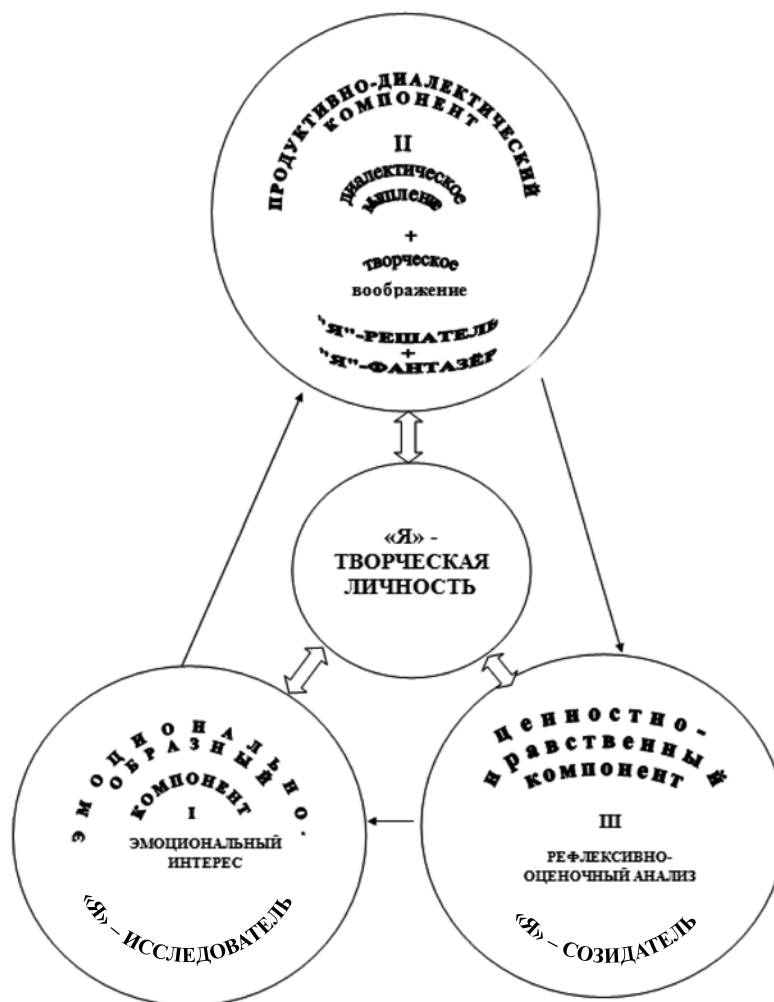 ПРОДУКТИВНО-ДИАЛЕКТИЧЕСКИЙ
КОМПОНЕНТ
II
диалектическое
мышление
+
творческое
воображение
"Я"-РЕШАТЕЛЬ
+
"Я"-ФАНТАЗЁР
«Я» -
ТВОРЧЕСКАЯ
ЛИЧНОСТЬ
ЭМОЦИОНАЛЬНО-
ОБРАЗНЫЙ
КОМПОНЕНТ
I
ЭМОЦИОНАЛЬНЫЙ
ИНТЕРЕС
«Я» – ИССЛЕДОВАТЕЛЬ
ценностно-
нравственный
компонент
III
РЕФЛЕКСИВНО-
ОЦЕНОЧНЫЙ АНАЛИЗ
«Я» – СОЗИДАТЕЛЬ